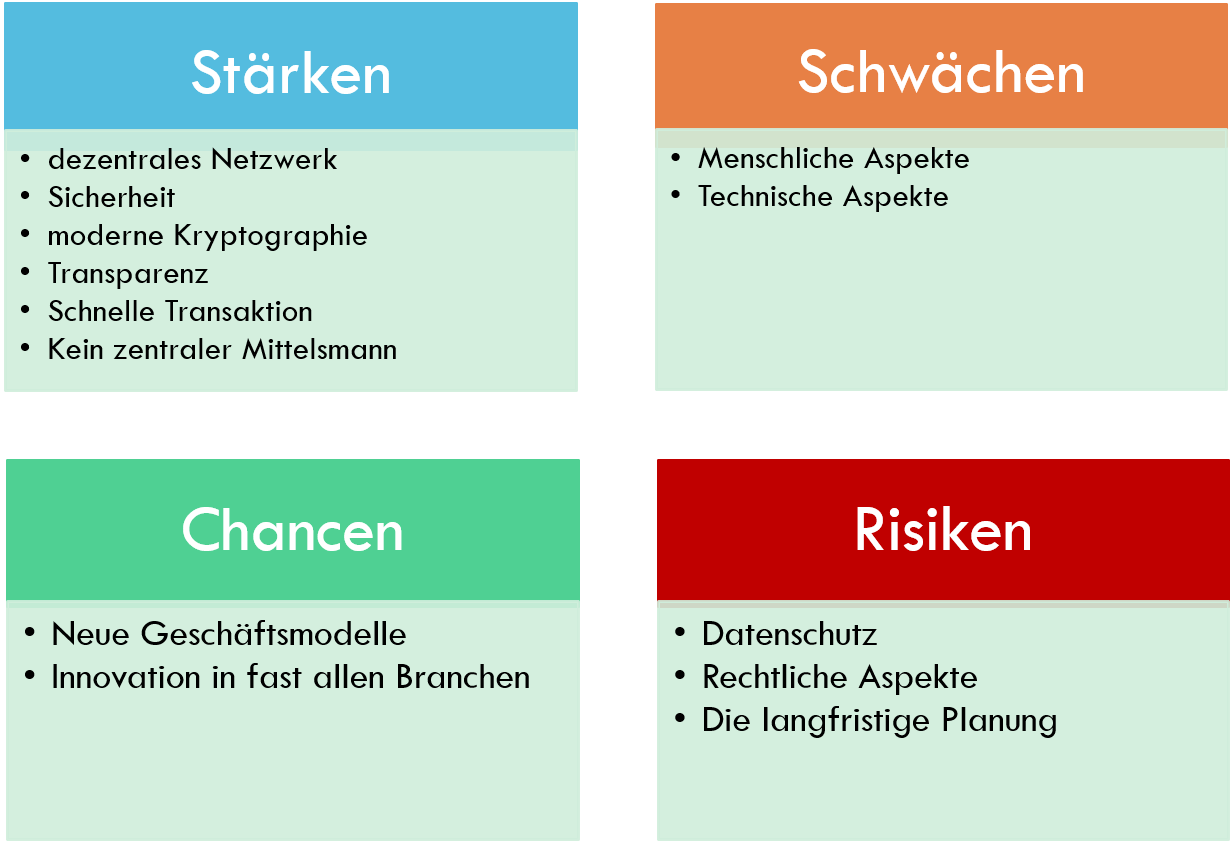 Stärken
• dezentrales Netzwerk
• Sicherheit
• moderne Kryptographie
• Transparenz
• Schnelle Transaktion
• Kein zentraler Mittelsmann
Schwächen
• Menschliche Aspekte
• Technische Aspekte
Chancen
• Neue Geschäftsmodelle
• Innovation in fast allen Branchen
Risiken
• Datenschutz
• Rechtliche Aspekte
• Die langfristige Planung